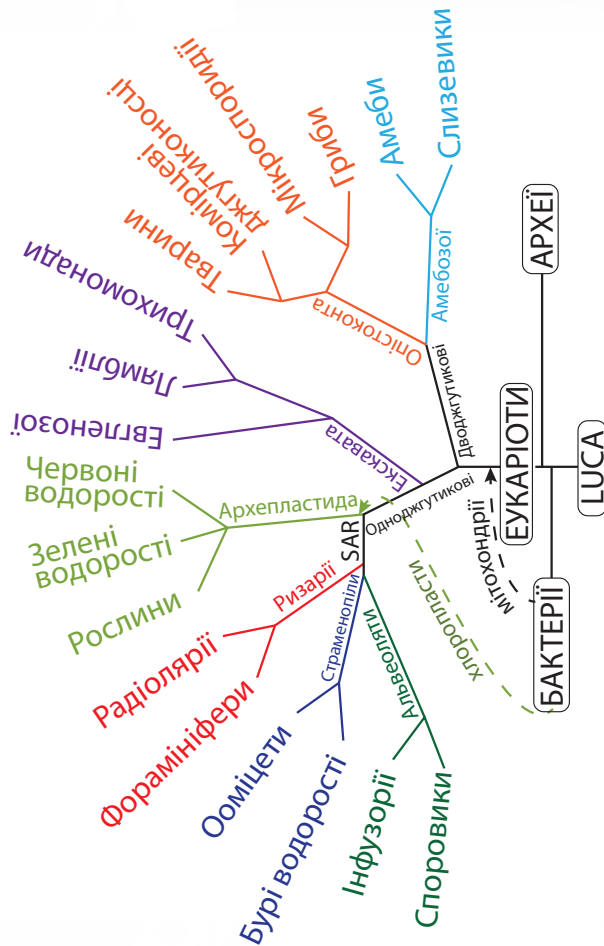 Тварини
Комірцеві
джгутиконосці
Мікроспоридії
Гриби
Амеби
Слизевики
Трихомонади
Лямблії
Евгленозої
Червоні
водорості
Зелені
водорості
Рослини
Радіолярії
Форамініфери
Ооміцети
Бурі водорості
Інфузорії
Споровики
Опістоконта
Амебозої
Екскавата
Архепластида
Ризарії
Страменопіли
Альвеоляти
SAR
Одноджгутикові
Дводжгутикові
хлоропласти
мітохондрії
ЕУКАРІОТИ
АРХЕЇ
БАКТЕРІЇ
LUCA